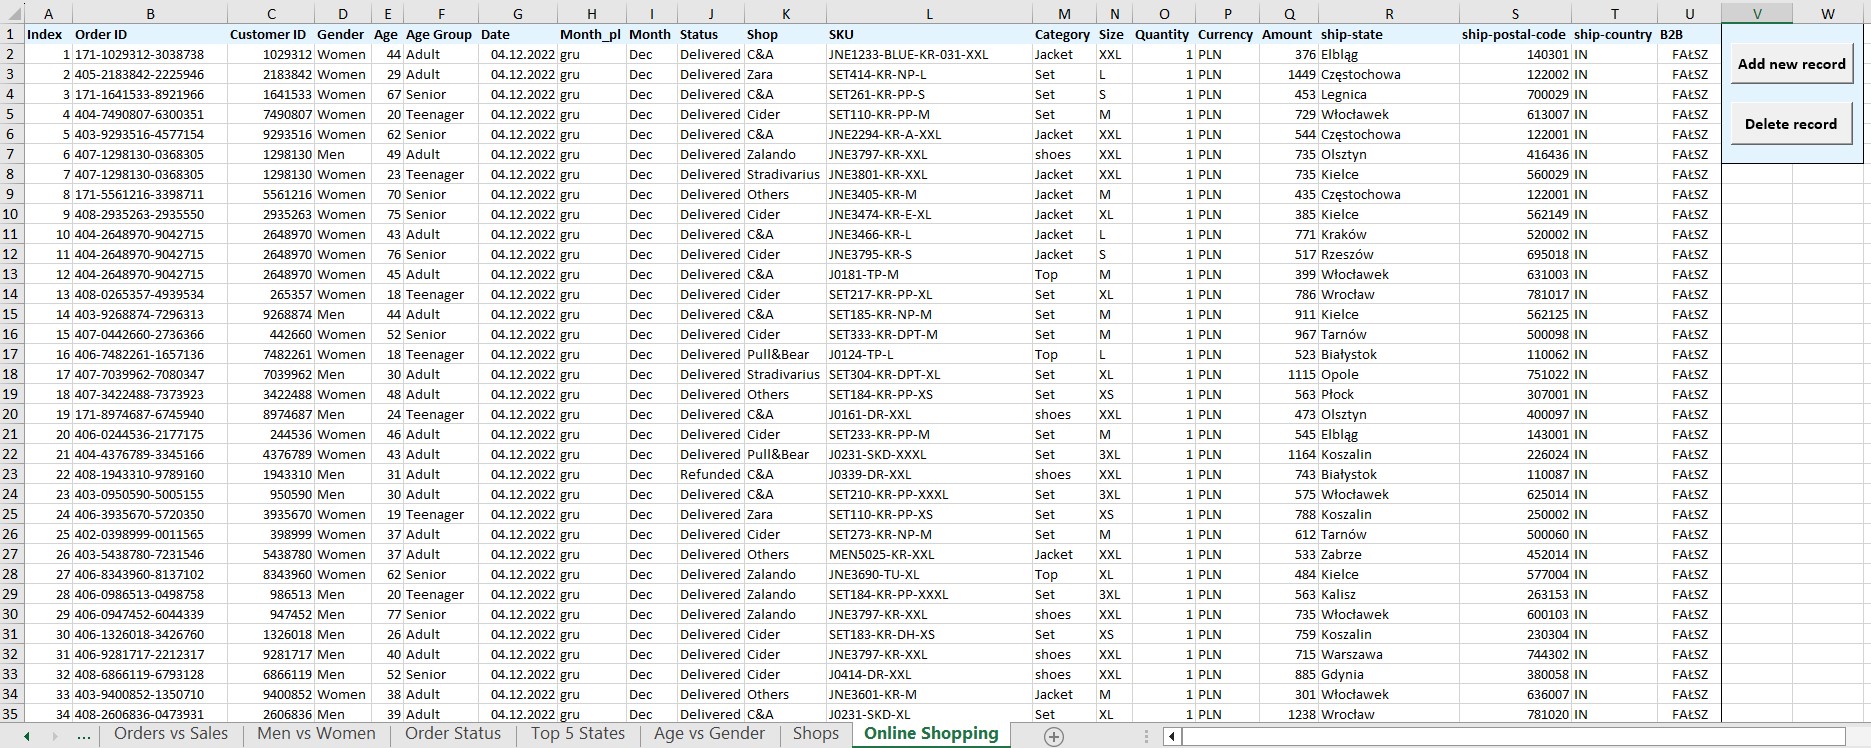 A B C D E F G H I J K L M N O P Q R S T U V W
1 Index Order ID Customer ID Gender Age Age Group Date Month_pl Month Status Shop SKU Category Size Quantity Currency Amount ship-state ship-postal-code ship-country B2B
2 1 171-1029312-3038738 1029312 Women 44 Adult 04.12.2022 gru Dec Delivered C&A JNE1233-BLUE-KR-031-XXL Jacket XXL 1 PLN 376 Elbląg 140301 IN FAŁSZ
Add new record
3 2 405-2183842-2225946 2183842 Women 29 Adult 04.12.2022 gru Dec Delivered Zara SET414-KR-NP-L Set L 1 PLN 1449 Częstochowa 122002 IN FAŁSZ
4 3 171-1641533-8921966 1641533 Women 67 Senior 04.12.2022 gru Dec Delivered C&A SET261-KR-PP-S Set S 1 PLN 453 Legnica 700029 IN FAŁSZ
5 4 404-7490807-6300351 7490807 Women 20 Teenager 04.12.2022 gru Dec Delivered Cider SET110-KR-PP-M Set M 1 PLN 729 Włocławek 613007 IN FAŁSZ
Delete record
6 5 403-9293516-4577154 9293516 Women 62 Senior 04.12.2022 gru Dec Delivered C&A JNE2294-KR-A-XXL Jacket XXL 1 PLN 544 Częstochowa 122001 IN FAŁSZ
7 6 407-1298130-0368305 1298130 Men 49 Adult 04.12.2022 gru Dec Delivered Zalando JNE3797-KR-XXL shoes XXL 1 PLN 735 Olsztyn 416436 IN FAŁSZ
8 7 407-1298130-0368305 1298130 Women 23 Teenager 04.12.2022 gru Dec Delivered Stradivarius JNE3801-KR-XXL Jacket XXL 1 PLN 735 Kielce 560029 IN FAŁSZ
9 8 171-5561216-3398711 5561216 Women 70 Senior 04.12.2022 gru Dec Delivered Others JNE3405-KR-M Jacket M 1 PLN 435 Częstochowa 122001 IN FAŁSZ
10 9 408-2935263-2935550 2935263 Women 75 Senior 04.12.2022 gru Dec Delivered Cider JNE3474-KR-E-XL Jacket XL 1 PLN 385 Kielce 562149 IN FAŁSZ
11 10 404-2648970-9042715 2648970 Women 43 Adult 04.12.2022 gru Dec Delivered C&A JNE3466-KR-L Jacket L 1 PLN 771 Kraków 520002 IN FAŁSZ
12 11 404-2648970-9042715 2648970 Women 76 Senior 04.12.2022 gru Dec Delivered Cider JNE3795-KR-S Jacket S 1 PLN 517 Rzeszów 695018 IN FAŁSZ
13 12 404-2648970-9042715 2648970 Women 45 Adult 04.12.2022 gru Dec Delivered C&A J0181-TP-M Top M 1 PLN 399 Włocławek 631003 IN FAŁSZ
14 13 408-0265357-4939534 265357 Women 18 Teenager 04.12.2022 gru Dec Delivered Cider SET217-KR-PP-XL Set XL 1 PLN 786 Wrocław 781017 IN FAŁSZ
15 14 403-9268874-7296313 9268874 Men 44 Adult 04.12.2022 gru Dec Delivered C&A SET185-KR-NP-M Set M 1 PLN 911 Kielce 562125 IN FAŁSZ
16 15 407-0442660-2736366 442660 Women 52 Senior 04.12.2022 gru Dec Delivered Cider SET333-KR-DPT-M Set M 1 PLN 967 Tarnów 500098 IN FAŁSZ
17 16 406-7482261-1657136 7482261 Women 18 Teenager 04.12.2022 gru Dec Delivered Pull&Bear J0124-TP-L Top L 1 PLN 523 Białystok 110062 IN FAŁSZ
18 17 407-7039962-7080347 7039962 Men 30 Adult 04.12.2022 gru Dec Delivered Stradivarius SET304-KR-DPT-XL Set XL 1 PLN 1115 Opole 751022 IN FAŁSZ
19 18 407-3422488-7373923 3422488 Women 48 Adult 04.12.2022 gru Dec Delivered Others SET184-KR-PP-XS Set XS 1 PLN 563 Płock 307001 IN FAŁSZ
20 19 171-8974687-6745940 8974687 Men 24 Teenager 04.12.2022 gru Dec Delivered C&A J0161-DR-XXL shoes XXL 1 PLN 473 Olsztyn 400097 IN FAŁSZ
21 20 406-0244536-2177175 244536 Women 46 Adult 04.12.2022 gru Dec Delivered Cider SET233-KR-PP-M Set M 1 PLN 545 Elbląg 143001 IN FAŁSZ
22 21 404-4376789-3345166 4376789 Women 43 Adult 04.12.2022 gru Dec Delivered Pull&Bear J0231-SKD-XXXL Set 3XL 1 PLN 1164 Koszalin 226024 IN FAŁSZ
23 22 408-1943310-9789160 1943310 Men 31 Adult 04.12.2022 gru Dec Refunded C&A J0339-DR-XXL shoes XXL 1 PLN 743 Białystok 110087 IN FAŁSZ
24 23 403-0950590-5005155 950590 Men 30 Adult 04.12.2022 gru Dec Delivered C&A SET210-KR-PP-XXXL Set 3XL 1 PLN 575 Włocławek 625014 IN FAŁSZ
25 24 406-3935670-5720350 3935670 Women 19 Teenager 04.12.2022 gru Dec Delivered Zara SET110-KR-PP-XS Set XS 1 PLN 788 Koszalin 250002 IN FAŁSZ
26 25 402-0398999-0011565 398999 Women 37 Adult 04.12.2022 gru Dec Delivered Cider SET273-KR-NP-M Set M 1 PLN 612 Tarnów 500060 IN FAŁSZ
27 26 403-5438780-7231546 5438780 Women 37 Adult 04.12.2022 gru Dec Delivered Others MEN5025-KR-XXL Jacket XXL 1 PLN 533 Zabrze 452014 IN FAŁSZ
28 27 406-8343960-8137102 8343960 Women 62 Senior 04.12.2022 gru Dec Delivered Zalando JNE3690-TU-XL Top XL 1 PLN 484 Kielce 577004 IN FAŁSZ
29 28 406-0986513-0498758 986513 Men 20 Teenager 04.12.2022 gru Dec Delivered Zalando SET184-KR-PP-XXXL Set 3XL 1 PLN 563 Kalisz 263153 IN FAŁSZ
30 29 406-0947452-6044339 947452 Men 77 Senior 04.12.2022 gru Dec Delivered Zalando JNE3797-KR-XXL shoes XXL 1 PLN 735 Włocławek 600103 IN FAŁSZ
31 30 406-1326018-3426760 1326018 Men 26 Adult 04.12.2022 gru Dec Delivered Cider SET183-KR-DH-XS Set XS 1 PLN 759 Koszalin 230304 IN FAŁSZ
32 31 406-9281717-2212317 9281717 Men 40 Adult 04.12.2022 gru Dec Delivered Cider JNE3797-KR-XXL shoes XXL 1 PLN 715 Warszawa 744302 IN FAŁSZ
33 32 408-6866119-6793128 6866119 Men 52 Senior 04.12.2022 gru Dec Delivered Cider J0414-DR-XXL shoes XXL 1 PLN 885 Gdynia 380058 IN FAŁSZ
34 33 403-9400852-1350710 9400852 Women 38 Adult 04.12.2022 gru Dec Delivered Others JNE3601-KR-M Jacket M 1 PLN 301 Włocławek 636007 IN FAŁSZ
35 34 408-2606836-0473931 2606836 Men 39 Adult 04.12.2022 gru Dec Delivered C&A J0231-SKD-XL Set XL 1 PLN 1238 Wrocław 781020 IN FAŁSZ
... Orders vs Sales Men vs Women Order Status Top 5 States Age vs Gender Shops Online Shopping